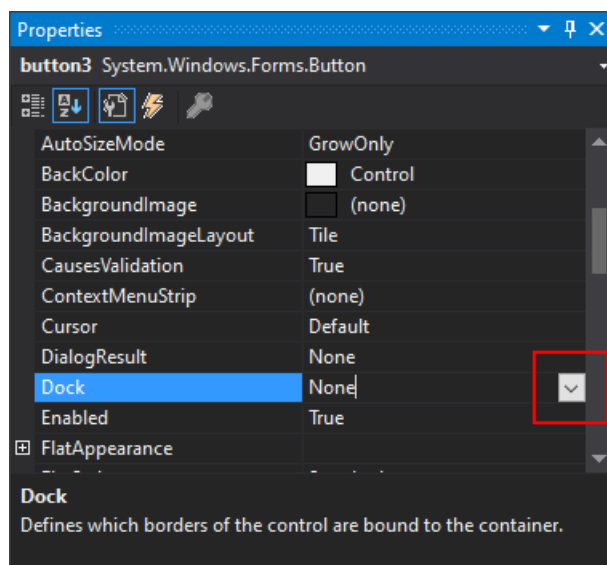 Properties
button3 System.Windows.Forms.Button
AutoSizeMode GrowOnly
BackColor Control
BackgroundImage (none)
BackgroundImageLayout Tile
CausesValidation True
ContextMenuStrip (none)
Cursor Default
DialogResult None
Dock None
Enabled True
FlatAppearance
Dock
Defines which borders of the control are bound to the container.